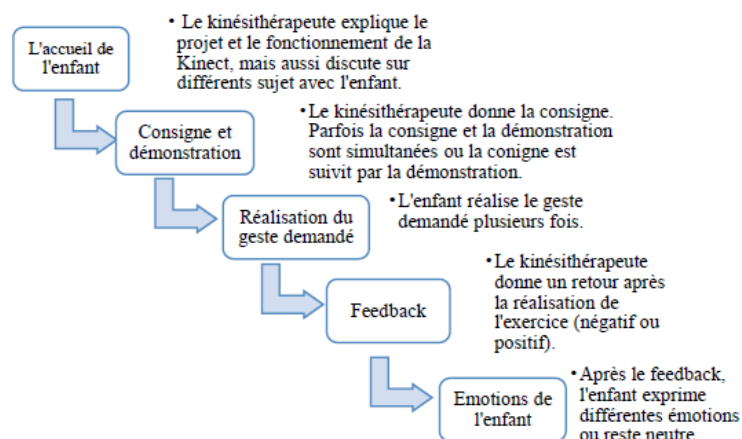 L'accueil de
l'enfant
• Le kinésithérapeute explique le
projet et le fonctionnement de la
Kinect, mais aussi discute sur
différents sujet avec l'enfant.
Consigne et
démonstration
•Le kinésithérapeute donne la consigne.
Parfois la consigne et la démonstration
sont simultanées ou la conigne est
suivit par la démonstration.
Réalisation du
geste demandé
•L'enfant réalise le geste
demandé plusieurs fois.
Feedback
•Le kinésithérapeute
donne un retour après
la réalisation de
l'exercice (négatif ou
positif).
Emotions de
l'enfant
•Après le feedback,
l'enfant exprime
différentes émotions
ou reste neutre